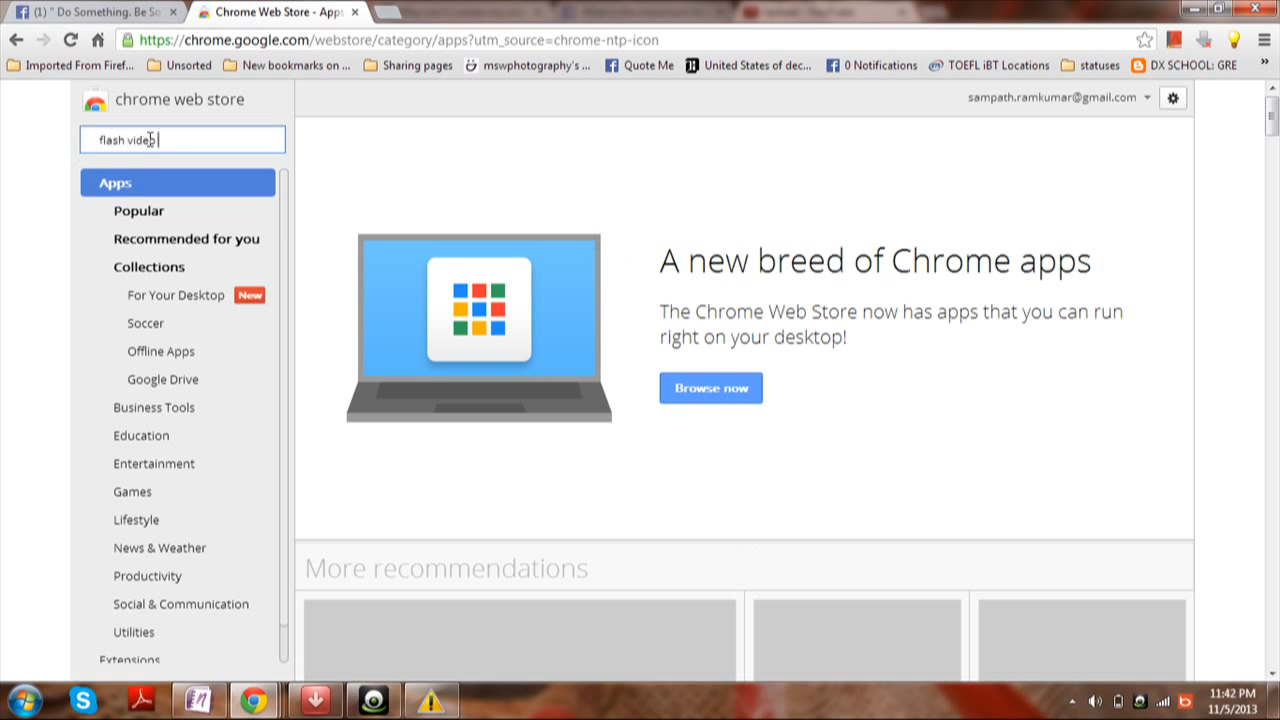 (1) " Do Something. Be So
Chrome Web Store - Apps
https://chrome.google.com/webstore/category/apps?utm_source=chrome-ntp-icon
Imported From Firef...
Unsorted
New bookmarks on ...
Sharing pages
mswphotography's ...
Quote Me
United States of dec...
0 Notifications
TOEFL iBT Locations
statuses
DX SCHOOL: GRE
»
chrome web store
sampath.ramkumar@gmail.com
flash video
Apps
Popular
Recommended for you
Collections
For Your Desktop New
Soccer
Offline Apps
Google Drive
Business Tools
Education
Entertainment
Games
Lifestyle
News & Weather
Productivity
Social & Communication
Utilities
Extensions
A new breed of Chrome apps
The Chrome Web Store now has apps that you can run
right on your desktop!
Browse now
More recommendations
11:42 PM
11/5/2013